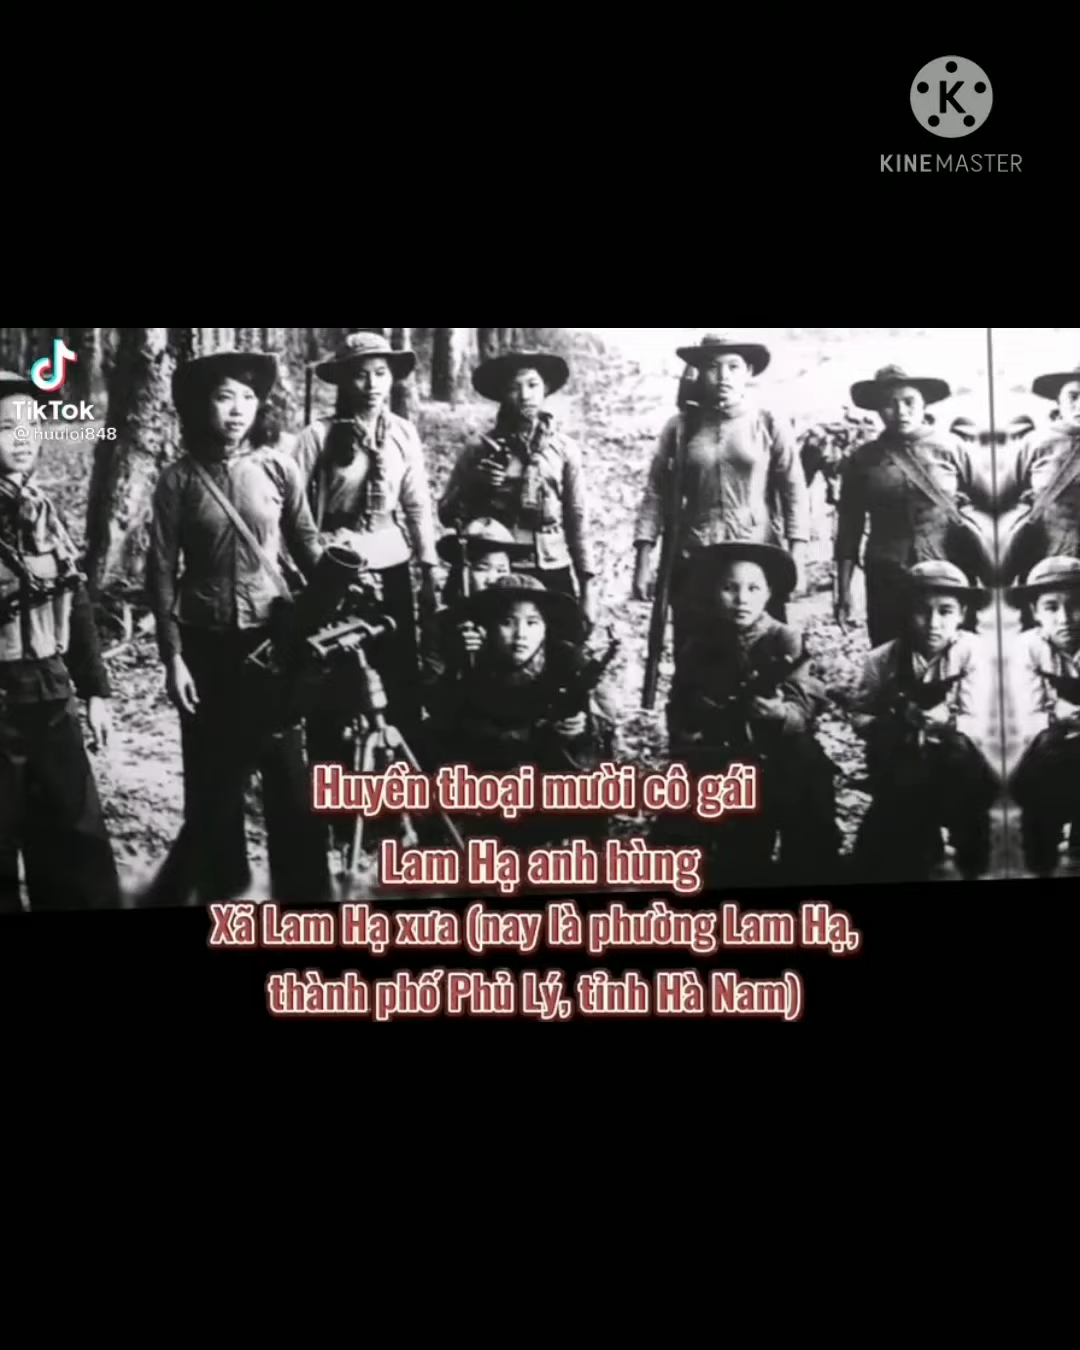 KINEMASTER
TikTok
@huuloi848
Huyền thoại mười cô gái
Lam Hạ anh hùng
Xã Lam Hạ xưa (nay là phường Lam Hạ,
thành phố Phủ Lý, tỉnh Hà Nam)